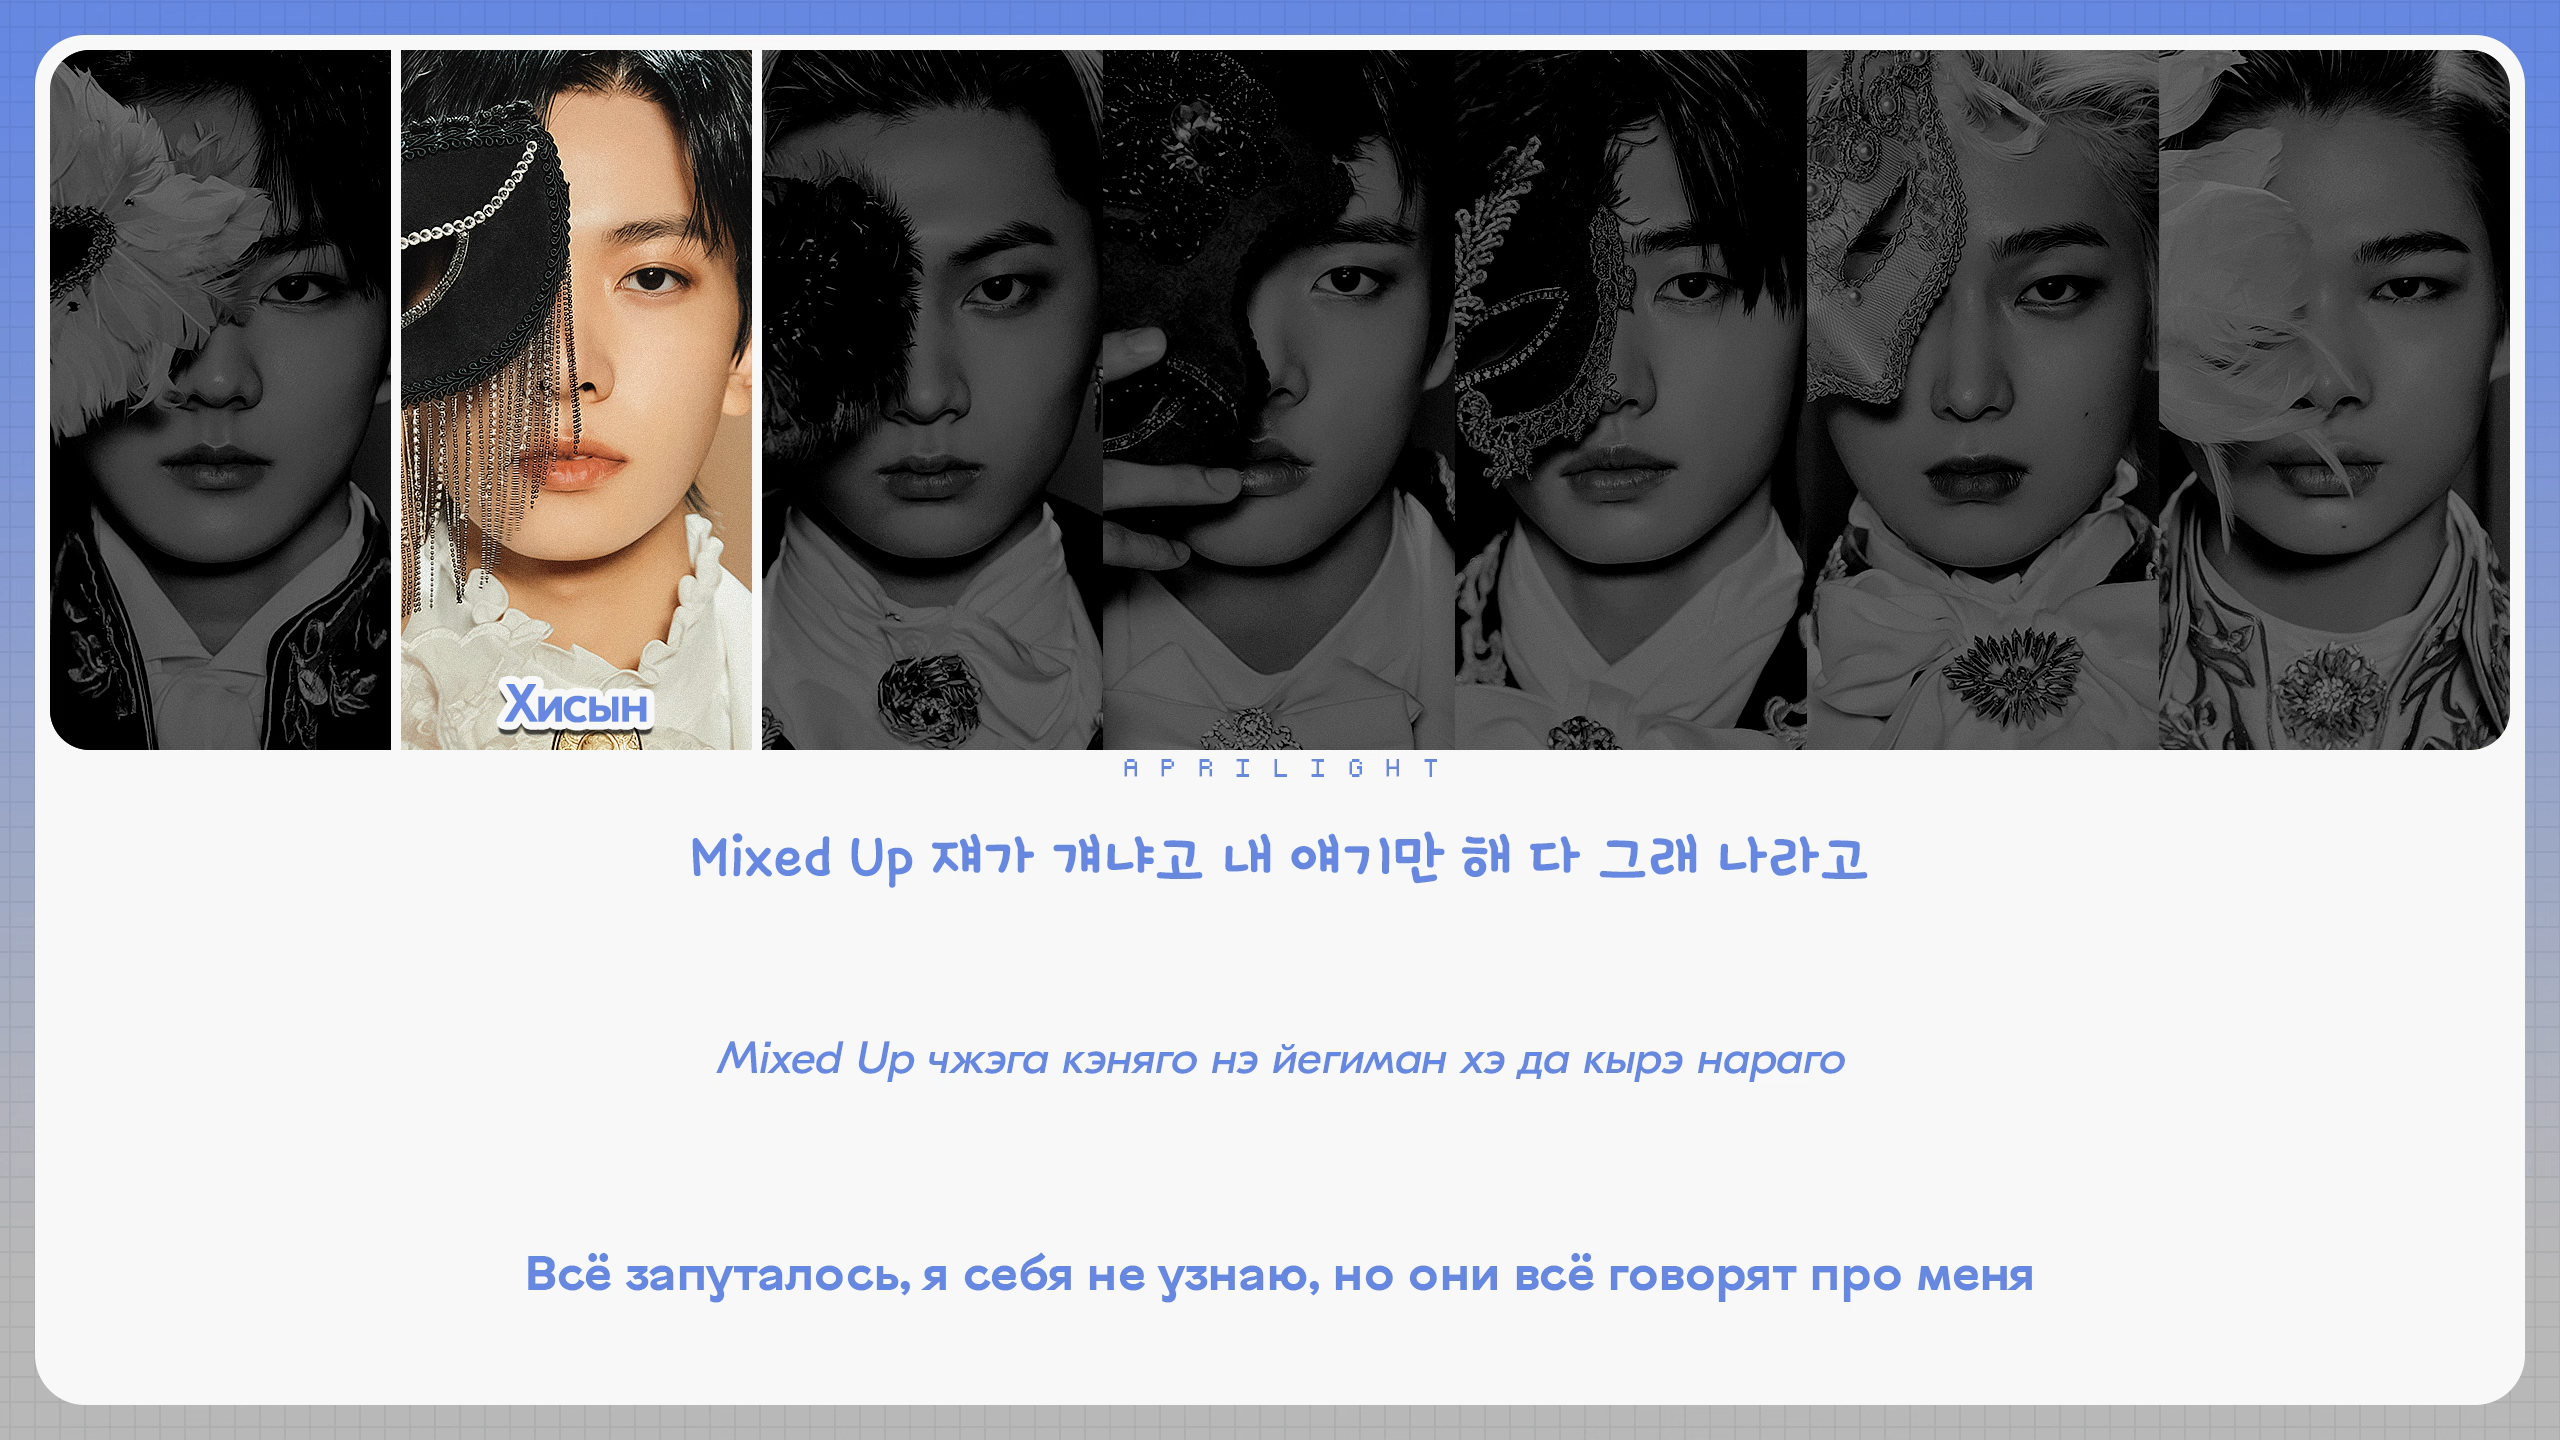 Хисын
APRILIGHT
Mixed Up 쟤가 걔냐고 내 얘기만 해 다 그래 나라고
Mixed Up чжэга кэняго нэ йегиман хэ да кырэ нараго
Всё запуталось, я себя не узнаю, но они всё говорят про меня